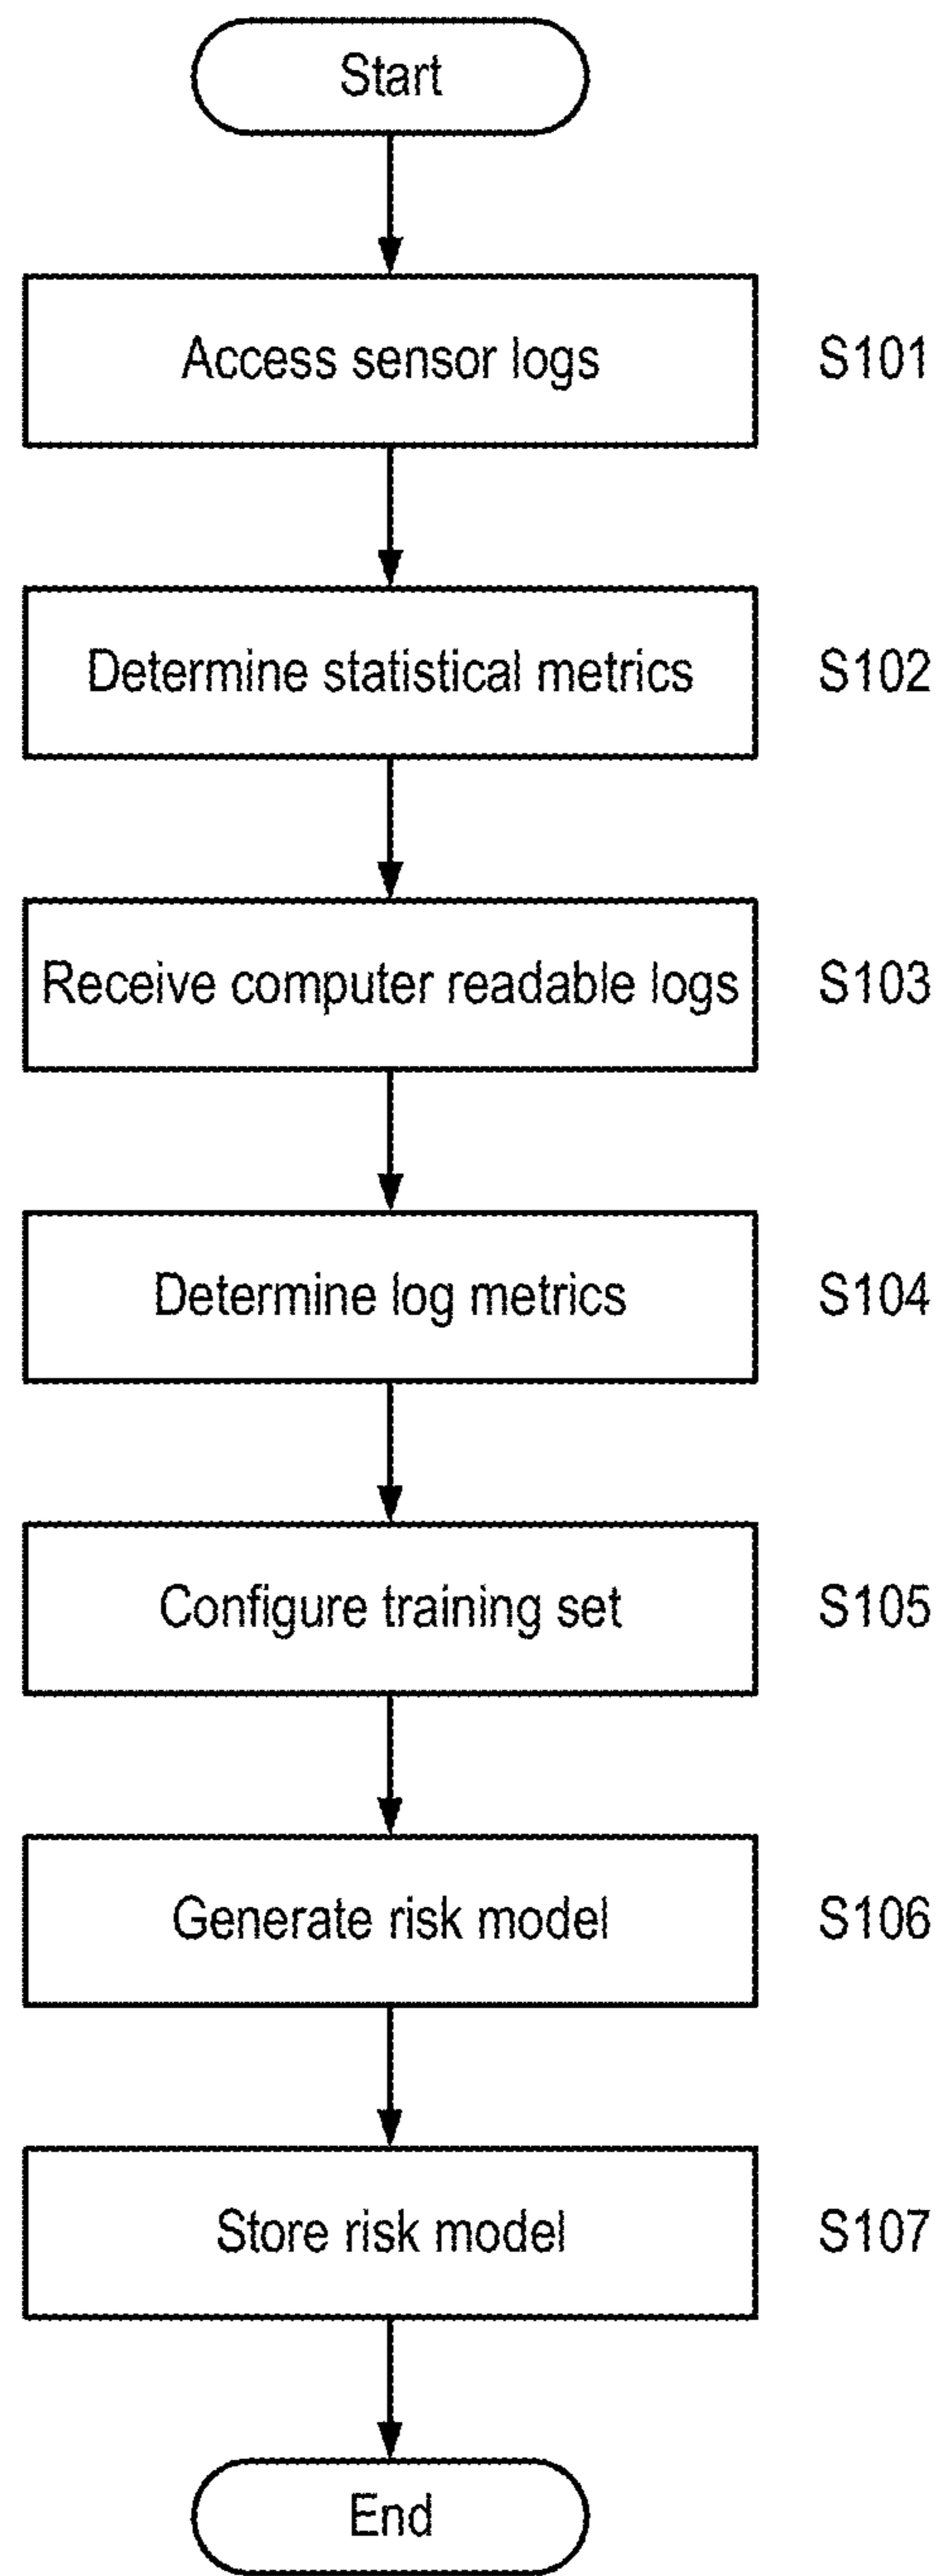 Start
Access sensor logs S101
Determine statistical metrics S102
Receive computer readable logs S103
Determine log metrics S104
Configure training set S105
Generate risk model S106
Store risk model S107
End